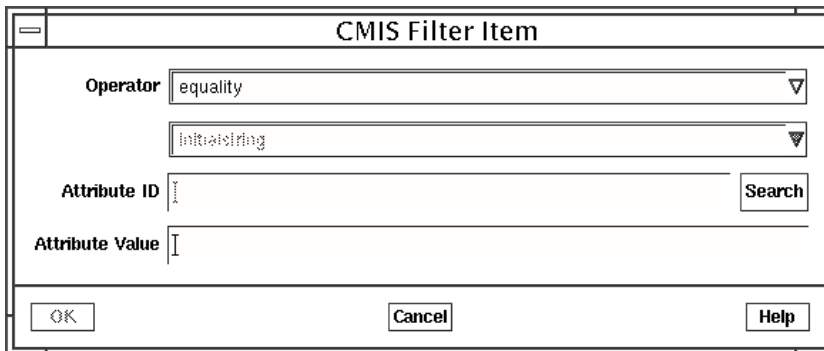 CMIS Filter Item
Operator equality
initialstring
Attribute ID Search
Attribute Value
OK Cancel Help